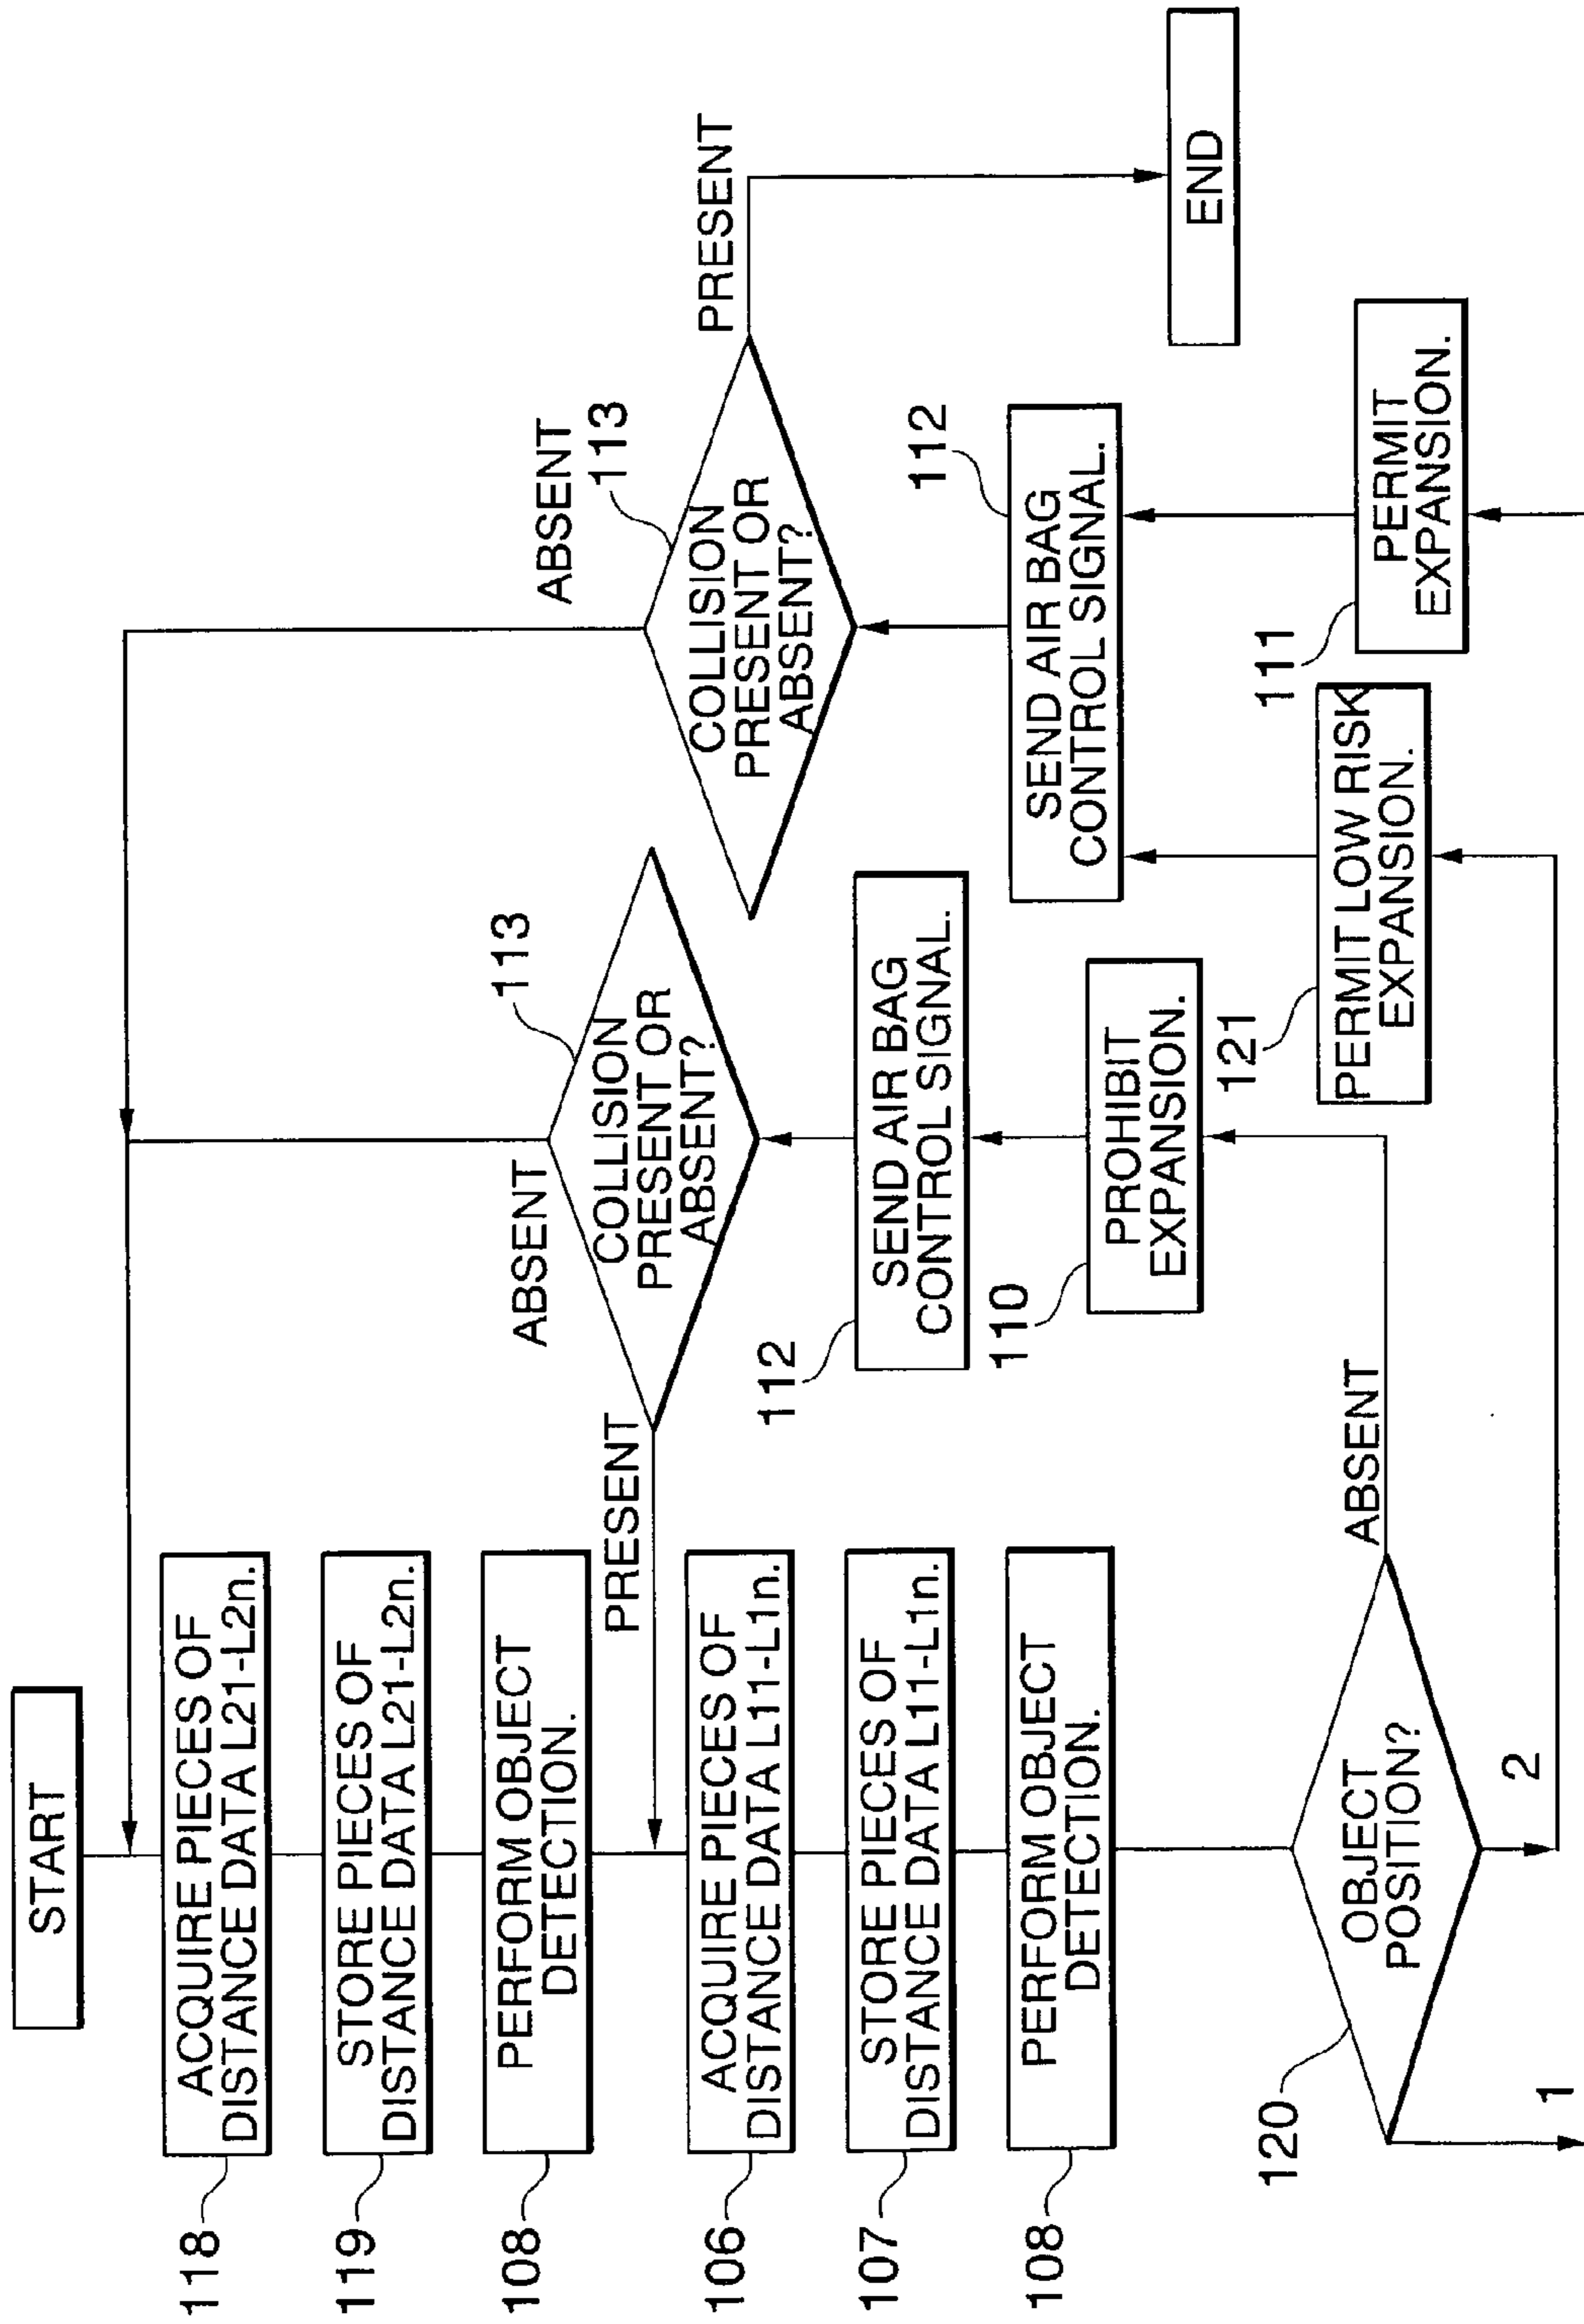 START
118
ACQUIRE PIECES OF
DISTANCE DATA L21-L2n.
119
STORE PIECES OF
DISTANCE DATA L21-L2n.
108
PERFORM OBJECT
DETECTION.
106
ACQUIRE PIECES OF
DISTANCE DATA L11-L1n.
107
STORE PIECES OF
DISTANCE DATA L11-L1n.
108
PERFORM OBJECT
DETECTION.
120
OBJECT
POSITION?
1
2
ABSENT
PRESENT
ABSENT
113
COLLISION
PRESENT OR
ABSENT?
112
SEND AIR BAG
CONTROL SIGNAL.
110
PROHIBIT
EXPANSION.
ABSENT
113
COLLISION
PRESENT OR
ABSENT?
PRESENT
112
SEND AIR BAG
CONTROL SIGNAL.
121
PERMIT LOW RISK
EXPANSION.
111
PERMIT
EXPANSION.
END